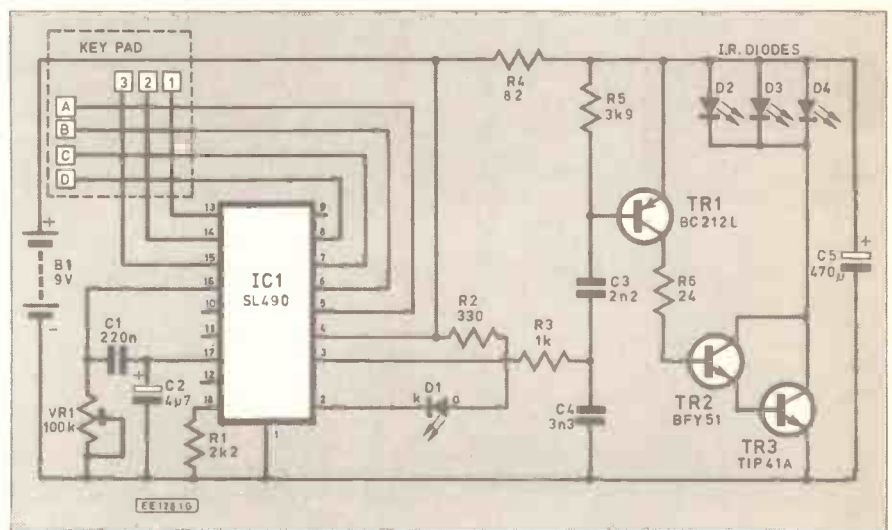 KEY PAD
3 2 1
A
B
C
D
B1
9V
+
-
C1
220n
VR1
100k
+
C2
4µ7
R1
2k2
13
14
15
16
10
11
17
12
18
IC1
SL490
9
8
7
6
5
4
3
2
1
R2
330
D1
k
a
R3
1k
R4
82
R5
3k9
C3
2n2
C4
3n3
TR1
BC212L
R6
24
TR2
BFY51
TR3
TIP41A
I.R. DIODES
D2
D3
D4
+
C5
470µ
EE1281G